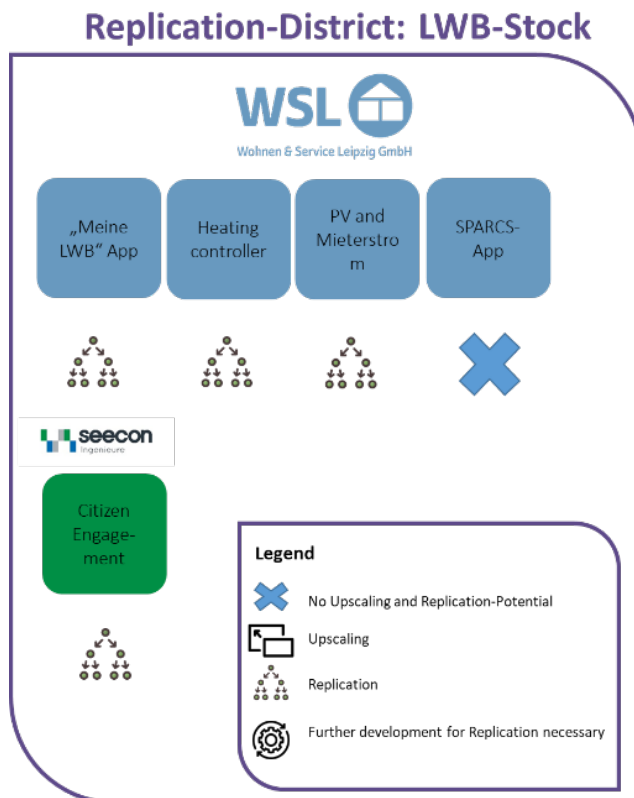 Replication-District: LWB-Stock
WSL
Wohnen & Service Leipzig GmbH
„Meine
LWB" App
Heating
controller
PV and
Mieterstro
m
SPARCS-
App
seecon
Ingenieure
Citizen
Engage-
ment
Legend
No Upscaling and Replication-Potential
Upscaling
Replication
Further development for Replication necessary